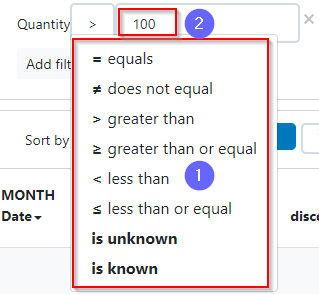 Quantity > 100 2
Add filt
= equals
≠ does not equal
> greater than
≥ greater than or equal
< less than 1
≤ less than or equal
is unknown
is known
Sort by
MONTH
Date
disco